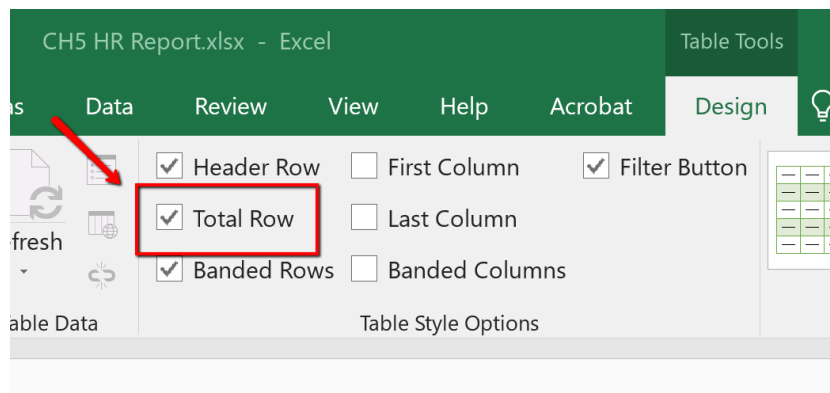 CH5 HR Report.xlsx - Excel
Table Tools
Data Review View Help Acrobat Design
Header Row First Column Filter Button
Total Row Last Column
Banded Rows Banded Columns
Table Style Options
Data